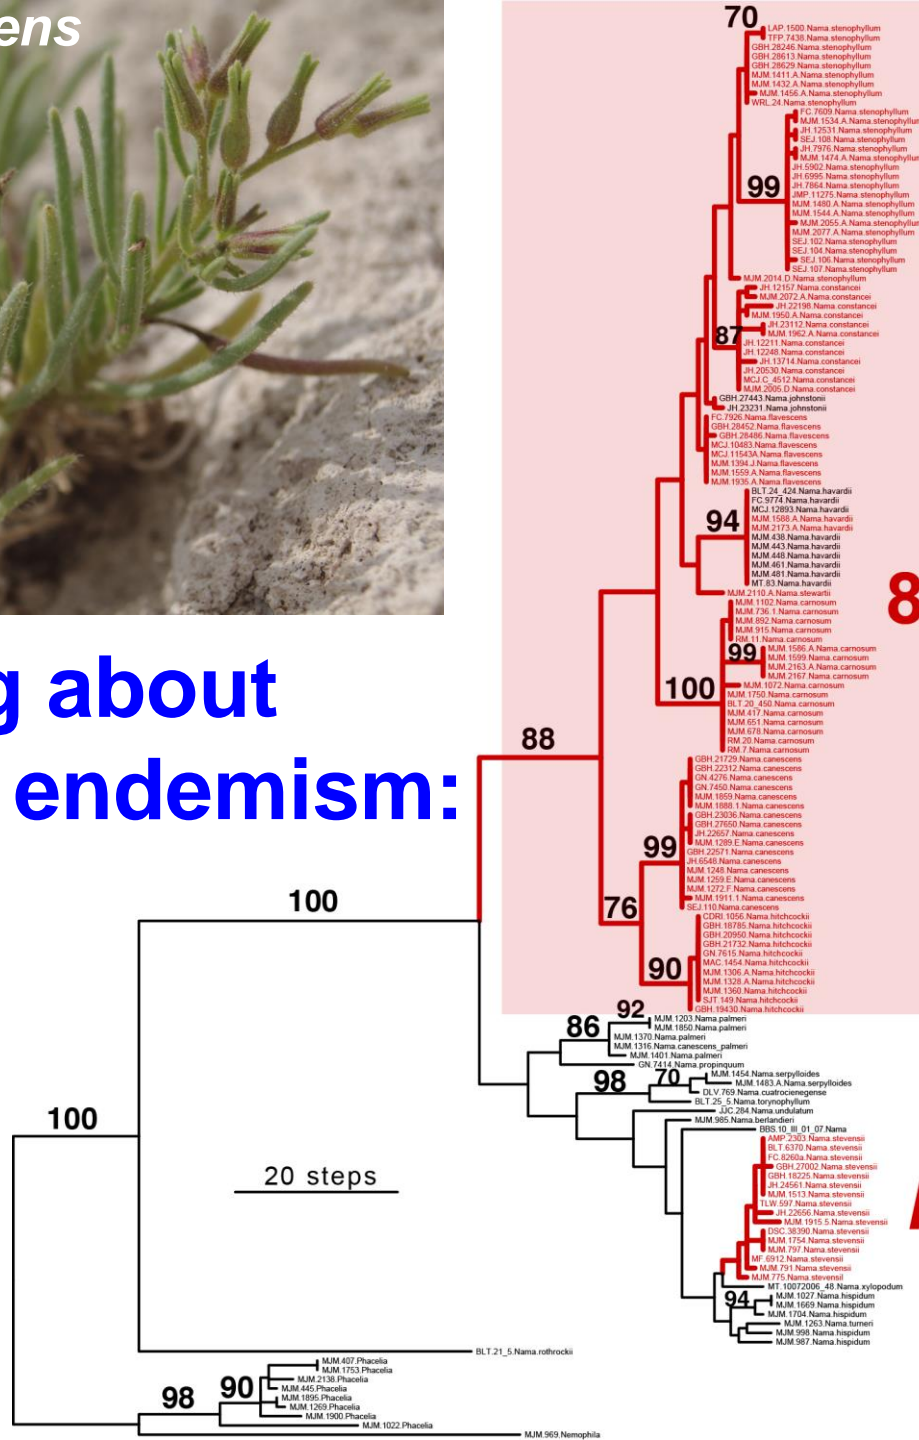 ens
g about
endemism:
70
LAP.1500.Nama.stenophyllum
TFP.7438.Nama.stenophyllum
GBH.28246.Nama.stenophyllum
GBH.28613.Nama.stenophyllum
GBH.28629.Nama.stenophyllum
MJM.1411.A.Nama.stenophyllum
MJM.1432.A.Nama.stenophyllum
MJM.1456.A.Nama.stenophyllum
WRL.24.Nama.stenophyllum
FC.7609.Nama.stenophyllum
MJM.1534.A.Nama.stenophyllum
JH.12531.Nama.stenophyllum
SEJ.108.Nama.stenophyllum
JH.7976.Nama.stenophyllum
MJM.1474.A.Nama.stenophyllum
JH.5902.Nama.stenophyllum
JH.6995.Nama.stenophyllum
JH.7864.Nama.stenophyllum
99
JMP.11275.Nama.stenophyllum
MJM.1480.A.Nama.stenophyllum
MJM.1544.A.Nama.stenophyllum
MJM.2055.A.Nama.stenophyllum
MJM.2077.A.Nama.stenophyllum
SEJ.102.Nama.stenophyllum
SEJ.104.Nama.stenophyllum
SEJ.106.Nama.stenophyllum
SEJ.107.Nama.stenophyllum
MJM.2014.D.Nama.stenophyllum
JH.12157.Nama.constancei
MJM.2072.A.Nama.constancei
JH.22198.Nama.constancei
MJM.1950.A.Nama.constancei
JH.23112.Nama.constancei
MJM.1962.A.Nama.constancei
87
JH.12211.Nama.constancei
JH.12248.Nama.constancei
JH.13714.Nama.constancei
JH.20530.Nama.constancei
MCJ.C_4512.Nama.constancei
MJM.2005.D.Nama.constancei
GBH.27443.Nama.johnstonii
JH.23231.Nama.johnstonii
FC.7926.Nama.flavescens
GBH.28452.Nama.flavescens
GBH.28486.Nama.flavescens
MCJ.10483.Nama.flavescens
MCJ.11543A.Nama.flavescens
MJM.1394.J.Nama.flavescens
MJM.1559.A.Nama.flavescens
MJM.1935.A.Nama.flavescens
BLT.24_424.Nama.havardii
FC.9774.Nama.havardii
MCJ.12893.Nama.havardii
94
MJM.1588.A.Nama.havardii
MJM.2173.A.Nama.havardii
MJM.438.Nama.havardii
MJM.443.Nama.havardii
MJM.448.Nama.havardii
MJM.461.Nama.havardii
MJM.481.Nama.havardii
MT.83.Nama.havardii
MJM.2110.A.Nama.stewartii
8
MJM.1102.Nama.carnosum
MJM.736.1.Nama.carnosum
MJM.892.Nama.carnosum
MJM.915.Nama.carnosum
RM.11.Nama.carnosum
99
MJM.1586.A.Nama.carnosum
MJM.1599.Nama.carnosum
MJM.2163.A.Nama.carnosum
MJM.2167.Nama.carnosum
100
MJM.1072.Nama.carnosum
MJM.1750.Nama.carnosum
BLT.20_450.Nama.carnosum
MJM.417.Nama.carnosum
MJM.651.Nama.carnosum
MJM.678.Nama.carnosum
RM.20.Nama.carnosum
RM.7.Nama.carnosum
88
GBH.21729.Nama.canescens
GBH.22312.Nama.canescens
GN.4276.Nama.canescens
GN.7450.Nama.canescens
MJM.1859.Nama.canescens
MJM.1888.1.Nama.canescens
GBH.23036.Nama.canescens
GBH.27650.Nama.canescens
JH.22657.Nama.canescens
MJM.1289.E.Nama.canescens
99
GBH.22571.Nama.canescens
JH.6548.Nama.canescens
MJM.1248.Nama.canescens
MJM.1259.E.Nama.canescens
MJM.1272.F.Nama.canescens
MJM.1911.1.Nama.canescens
SEJ.110.Nama.canescens
76
CDRI.1056.Nama.hitchcockii
GBH.18785.Nama.hitchcockii
GBH.20950.Nama.hitchcockii
GBH.21732.Nama.hitchcockii
GN.7615.Nama.hitchcockii
MAC.1454.Nama.hitchcockii
90
MJM.1306.A.Nama.hitchcockii
MJM.1328.A.Nama.hitchcockii
MJM.1360.Nama.hitchcockii
SJT.149.Nama.hitchcockii
GBH.19430.Nama.hitchcockii
100
92
MJM.1203.Nama.palmeri
MJM.1850.Nama.palmeri
86
MJM.1370.Nama.palmeri
MJM.1316.Nama.canescens_palmeri
MJM.1401.Nama.palmeri
GN.7414.Nama.propinquum
98
70
MJM.1454.Nama.serpylloides
MJM.1483.A.Nama.serpylloides
DLV.769.Nama.cuatrocienegense
BLT.25_5.Nama.torynophyllum
JJC.284.Nama.undulatum
MJM.985.Nama.berlandieri
BBS.10_III_01_07.Nama
100
AMP.2303.Nama.stevensii
BLT.6370.Nama.stevensii
FC.8260a.Nama.stevensii
GBH.27002.Nama.stevensii
GBH.18225.Nama.stevensii
JH.24561.Nama.stevensii
MJM.1513.Nama.stevensii
TLW.597.Nama.stevensii
JH.22656.Nama.stevensii
MJM.1915.5.Nama.stevensii
DSC.38390.Nama.stevensii
MJM.1754.Nama.stevensii
MJM.797.Nama.stevensii
MF.6912.Nama.stevensii
MJM.791.Nama.stevensii
MJM.775.Nama.stevensii
20 steps
MT.10072006_48.Nama.xylopodum
94
MJM.1027.Nama.hispidum
MJM.1669.Nama.hispidum
MJM.1704.Nama.hispidum
MJM.1263.Nama.turneri
MJM.998.Nama.hispidum
MJM.987.Nama.hispidum
BLT.21_5.Nama.rothrockii
MJM.407.Phacelia
MJM.1753.Phacelia
MJM.2138.Phacelia
90
MJM.445.Phacelia
98
MJM.1895.Phacelia
MJM.1269.Phacelia
MJM.1900.Phacelia
MJM.1022.Phacelia
MJM.969.Nemophila